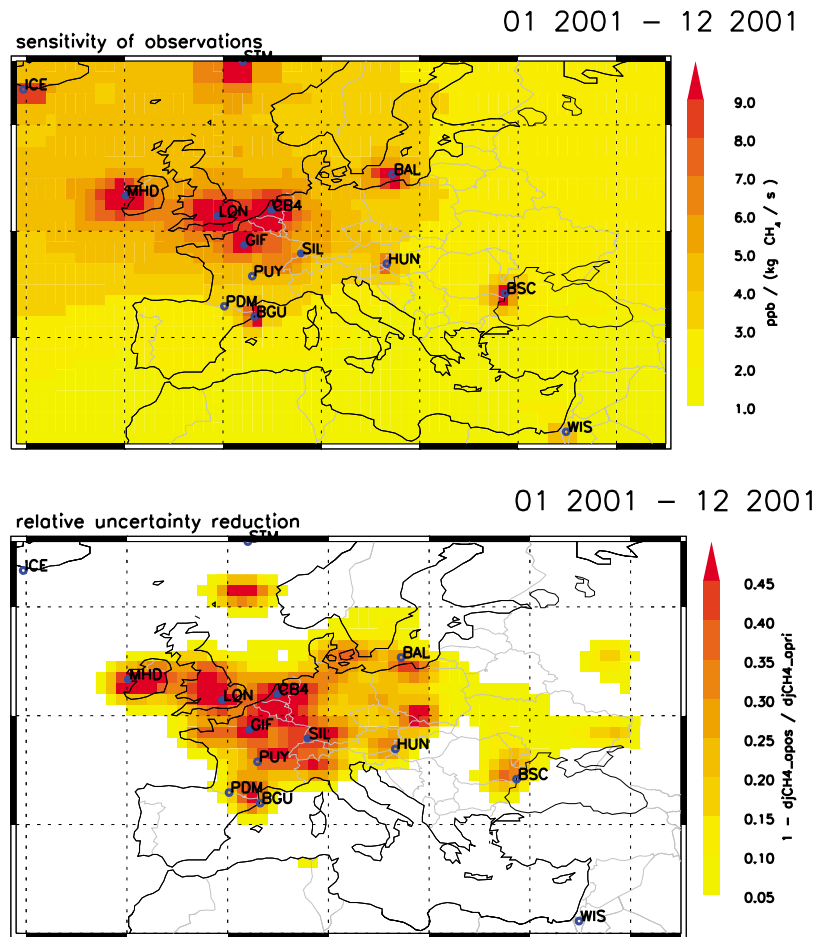 01 2001 – 12 2001
sensitivity of observations
STM
ICE
BAL
MHD
LON
CB4
GIF
SIL
HUN
PUY
BSC
PDM
BGU
WIS
9.0
8.0
7.0
6.0
5.0
4.0
3.0
2.0
1.0
ppb / (kg CH₄ / s )
01 2001 – 12 2001
relative uncertainty reduction
STM
ICE
BAL
MHD
LON
CB4
GIF
SIL
HUN
PUY
BSC
PDM
BGU
WIS
0.45
0.40
0.35
0.30
0.25
0.20
0.15
0.10
0.05
1 - djCH4_opos / djCH4_opri